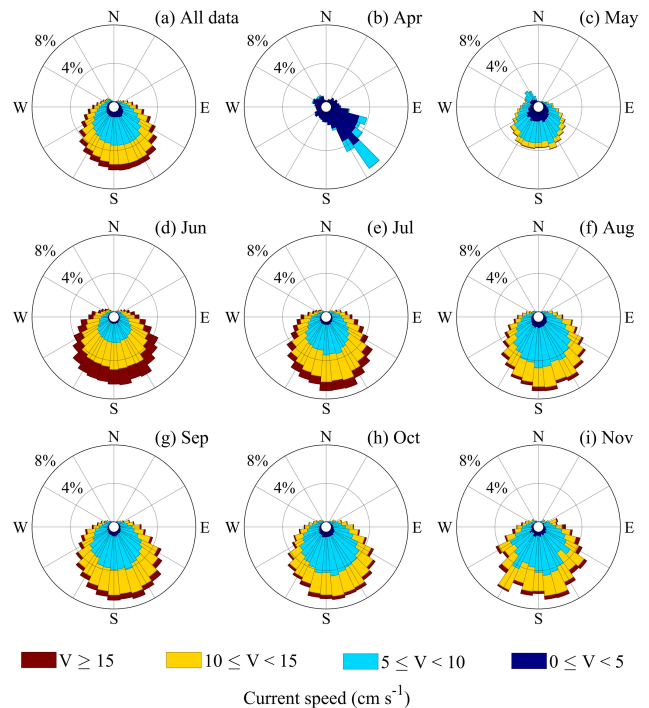 N (a) All data
8%
4%
W E
S
N (b) Apr
8%
4%
W E
S
N (c) May
8%
4%
W E
S
N (d) Jun
8%
4%
W E
S
N (e) Jul
8%
4%
W E
S
N (f) Aug
8%
4%
W E
S
N (g) Sep
8%
4%
W E
S
N (h) Oct
8%
4%
W E
S
N (i) Nov
8%
4%
W E
S
V ≥ 15 10 ≤ V < 15 5 ≤ V < 10 0 ≤ V < 5
Current speed (cm s⁻¹)